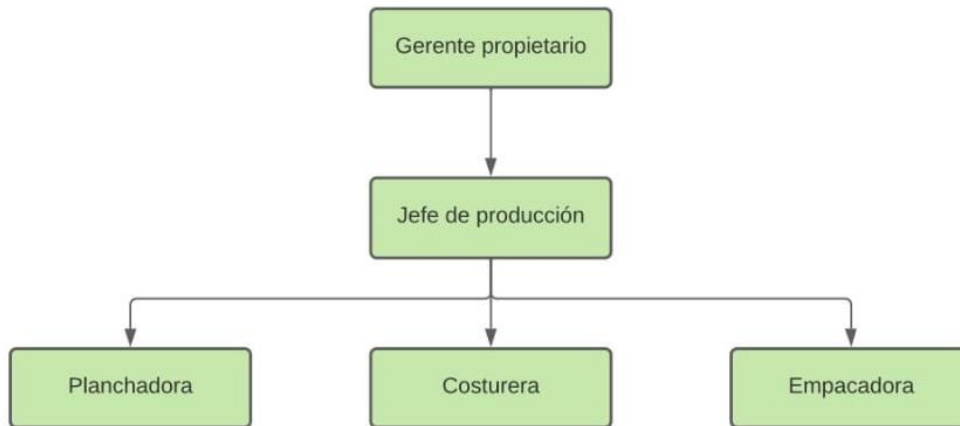 Gerente propietario
Jefe de producción
Planchadora
Costurera
Empacadora